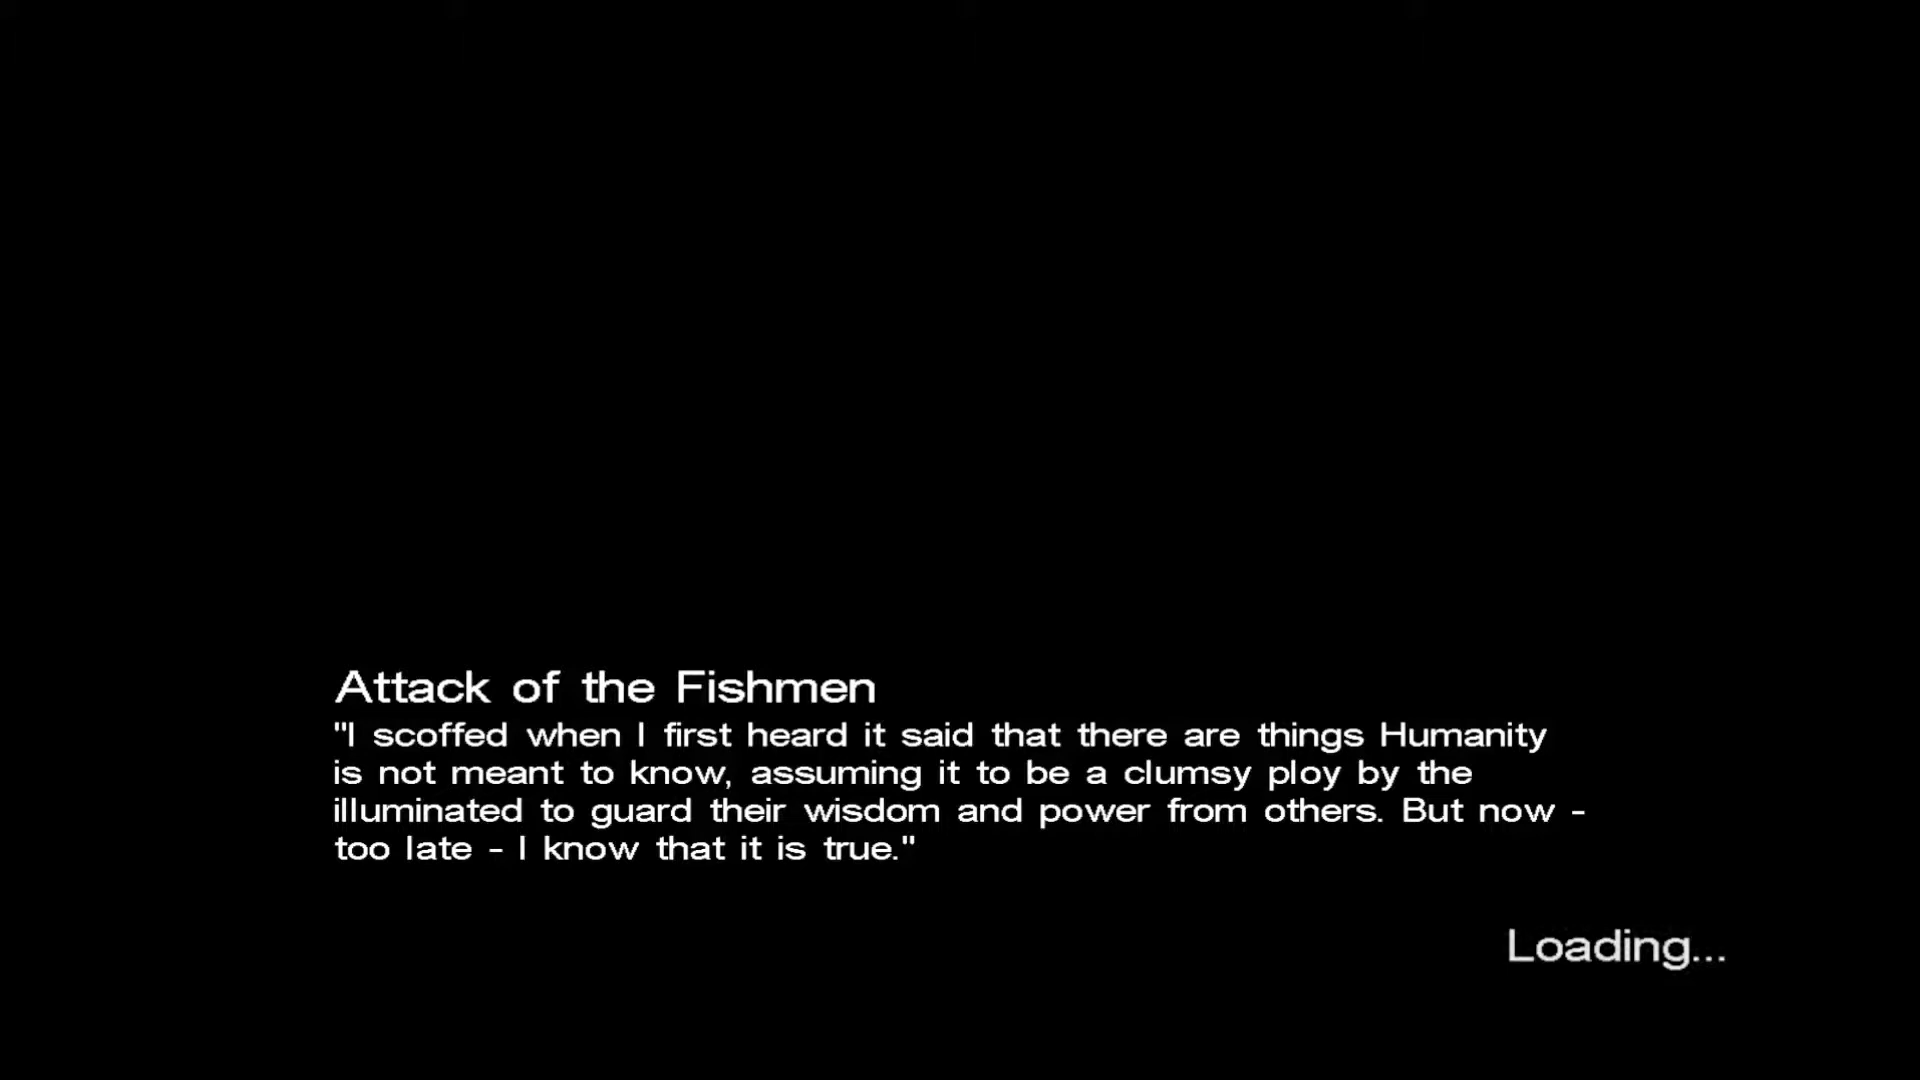 Attack of the Fishmen
"I scoffed when I first heard it said that there are things Humanity
is not meant to know, assuming it to be a clumsy ploy by the
illuminated to guard their wisdom and power from others. But now -
too late - I know that it is true."
Loading...